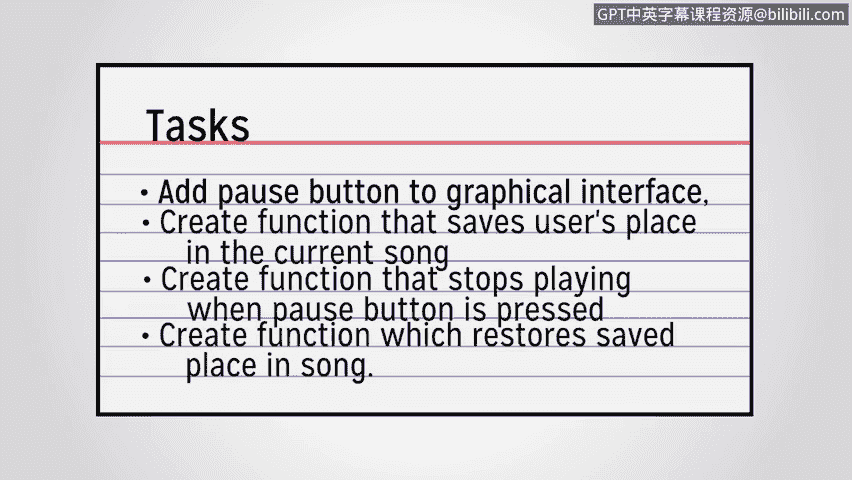 GPT中英字幕课程资源@bilibili.com
Tasks
• Add pause button to graphical interface,
• Create function that saves user's place
in the current song
• Create function that stops playing
when pause button is pressed
• Create function which restores saved
place in song.